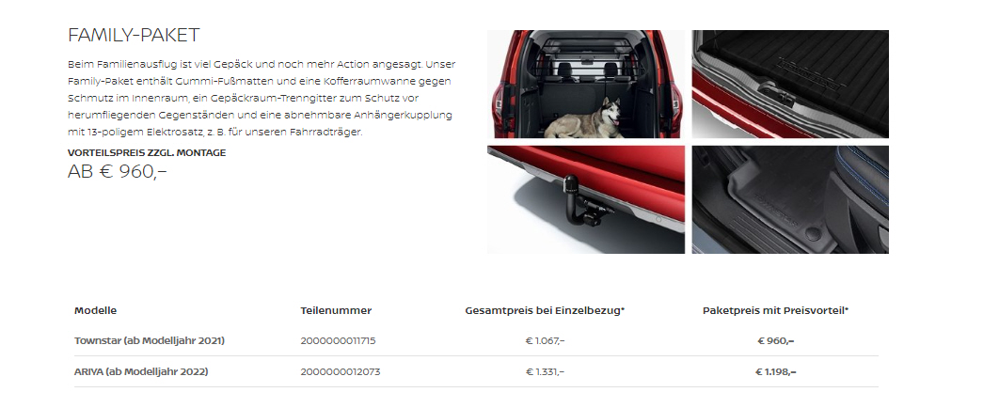 FAMILY-PAKET
Beim Familienausflug ist viel Gepäck und noch mehr Action angesagt. Unser
Family-Paket enthält Gummi-Fußmatten und eine Kofferraumwanne gegen
Schmutz im Innenraum, ein Gepäckraum-Trenngitter zum Schutz vor
herumfliegenden Gegenständen und eine abnehmbare Anhängerkupplung
mit 13-poligem Elektrosatz, z. B. für unseren Fahrradträger.
VORTEILSPREIS ZZGL. MONTAGE
AB € 960,–
Modelle Teilenummer Gesamtpreis bei Einzelbezug* Paketpreis mit Preisvorteil*
Townstar (ab Modelljahr 2021) 2000000011715 € 1.067,– € 960,–
ARIYA (ab Modelljahr 2022) 2000000012073 € 1.331,– € 1.198,–